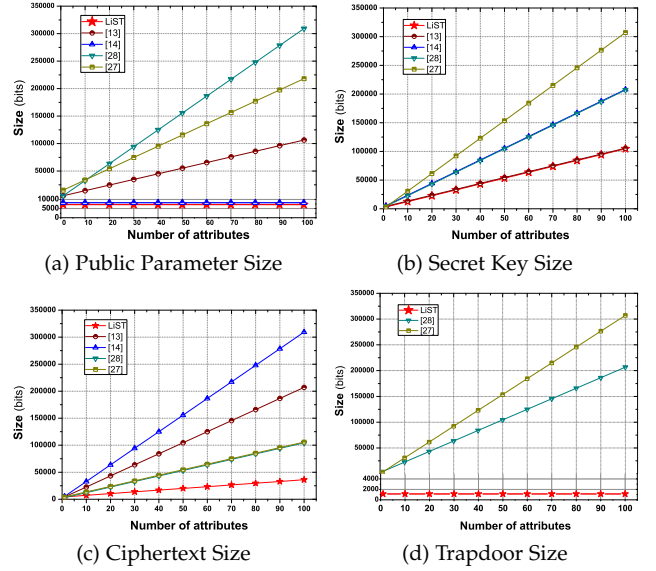 350000
300000
250000
200000
150000
100000
50000
10000
5000
0
Size (bits)
LiST
[13]
[14]
[28]
[27]
0 10 20 30 40 50 60 70 80 90 100
Number of attributes
(a) Public Parameter Size
350000
300000
250000
200000
150000
100000
50000
0
Size (bits)
LiST
[13]
[14]
[28]
[27]
0 10 20 30 40 50 60 70 80 90 100
Number of attributes
(b) Secret Key Size
350000
300000
250000
200000
150000
100000
50000
0
Size (bits)
LiST
[13]
[14]
[28]
[27]
0 10 20 30 40 50 60 70 80 90 100
Number of attributes
(c) Ciphertext Size
350000
300000
250000
200000
150000
100000
50000
4000
2000
0
Size (bits)
LiST
[28]
[27]
0 10 20 30 40 50 60 70 80 90 100
Number of attributes
(d) Trapdoor Size